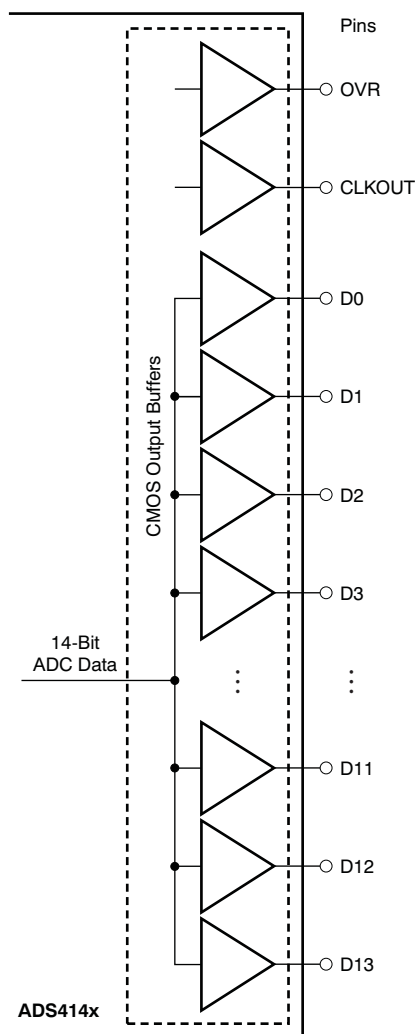 Pins
OVR
CLKOUT
D0
CMOS Output Buffers
D1
D2
D3
14-Bit
ADC Data
D11
D12
D13
ADS414x